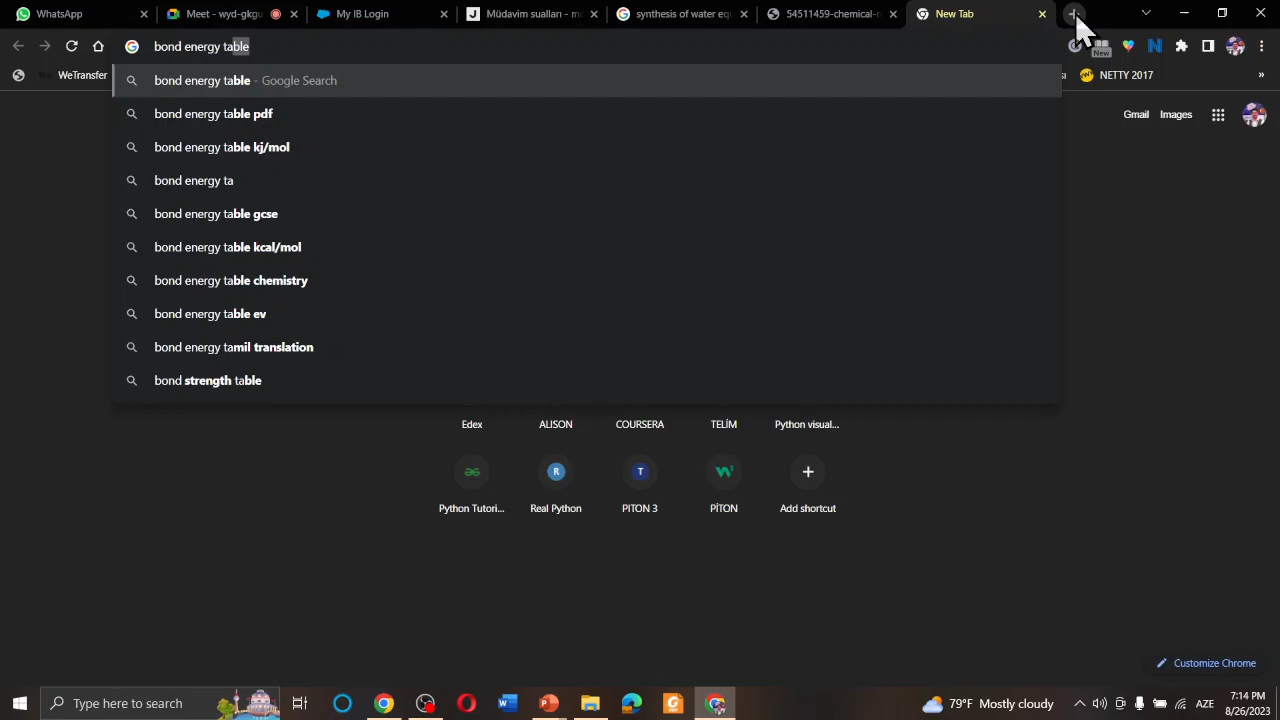 WhatsApp
Meet - wyd-gkgu
My IB Login
Müdavim sualları - m
synthesis of water equ
54511459-chemical-r
New Tab
bond energy table
New
WeTransfer
NETTY 2017
»
bond energy table - Google Search
bond energy table pdf
bond energy table kj/mol
bond energy ta
bond energy table gcse
bond energy table kcal/mol
bond energy table chemistry
bond energy table ev
bond energy tamil translation
bond strength table
Gmail
Images
Edex
ALISON
COURSERA
TELİM
Python visual...
R
T
Python Tutori...
Real Python
PITON 3
PİTON
Add shortcut
Customize Chrome
Type here to search
79°F Mostly cloudy
AZE
7:14 PM
8/26/2023